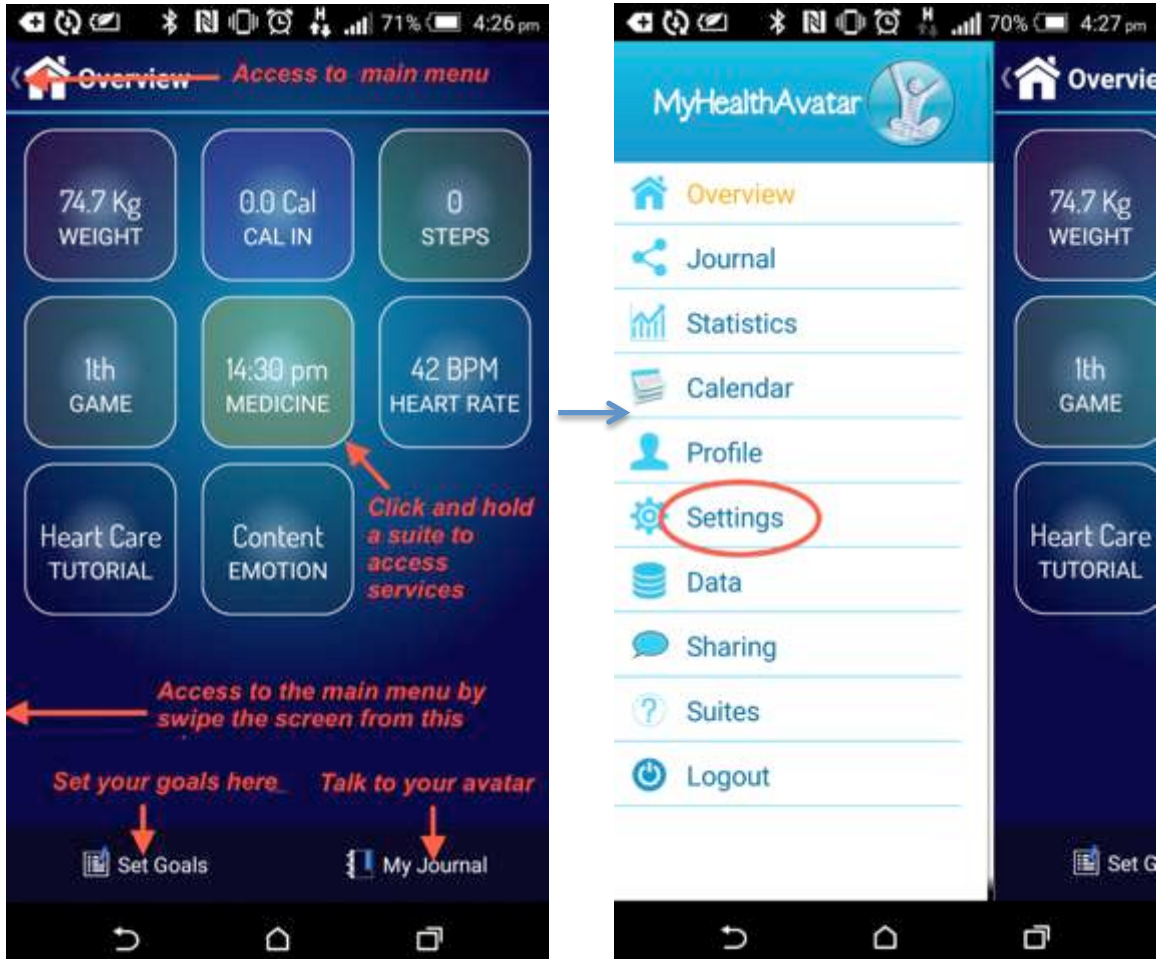 71% 4:26 pm
Overview
Access to main menu
74.7 Kg
WEIGHT
0.0 Cal
CAL IN
0
STEPS
1th
GAME
14:30 pm
MEDICINE
42 BPM
HEART RATE
Heart Care
TUTORIAL
Content
EMOTION
Click and hold
a suite to
access
services
Access to the main menu by
swipe the screen from this
Set your goals here
Talk to your avatar
Set Goals
My Journal
70% 4:27 pm
MyHealthAvatar
Overview
Journal
Statistics
Calendar
Profile
Settings
Data
Sharing
Suites
Logout
Overvie
74.7 Kg
WEIGHT
1th
GAME
Heart Care
TUTORIAL
Set G